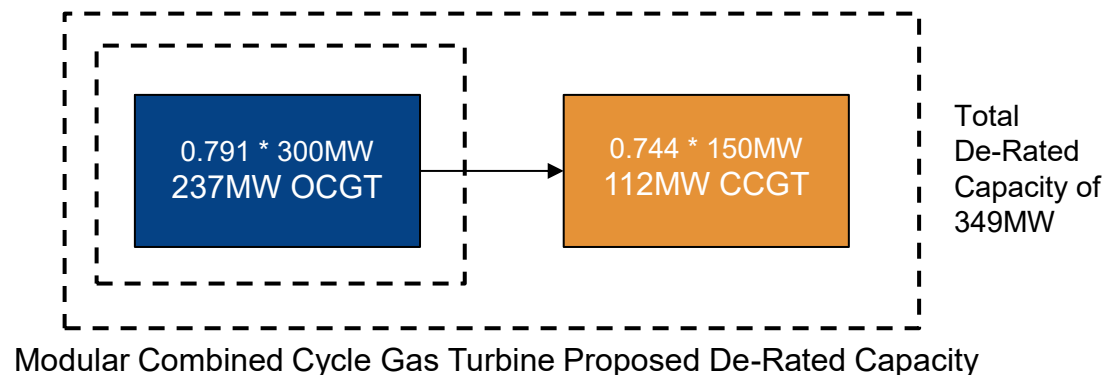 0.791 * 300MW
237MW OCGT
0.744 * 150MW
112MW CCGT
Total
De-Rated
Capacity of
349MW
Modular Combined Cycle Gas Turbine Proposed De-Rated Capacity